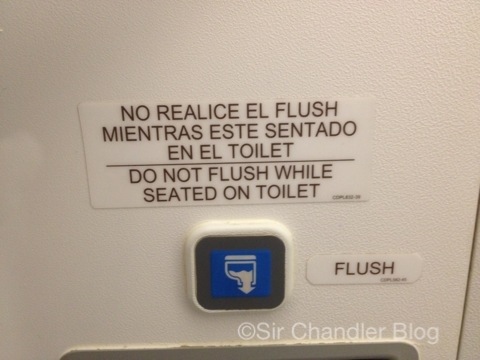 NO REALICE EL FLUSH
MIENTRAS ESTE SENTADO
EN EL TOILET
DO NOT FLUSH WHILE
SEATED ON TOILET
FLUSH
©Sir Chandler Blog